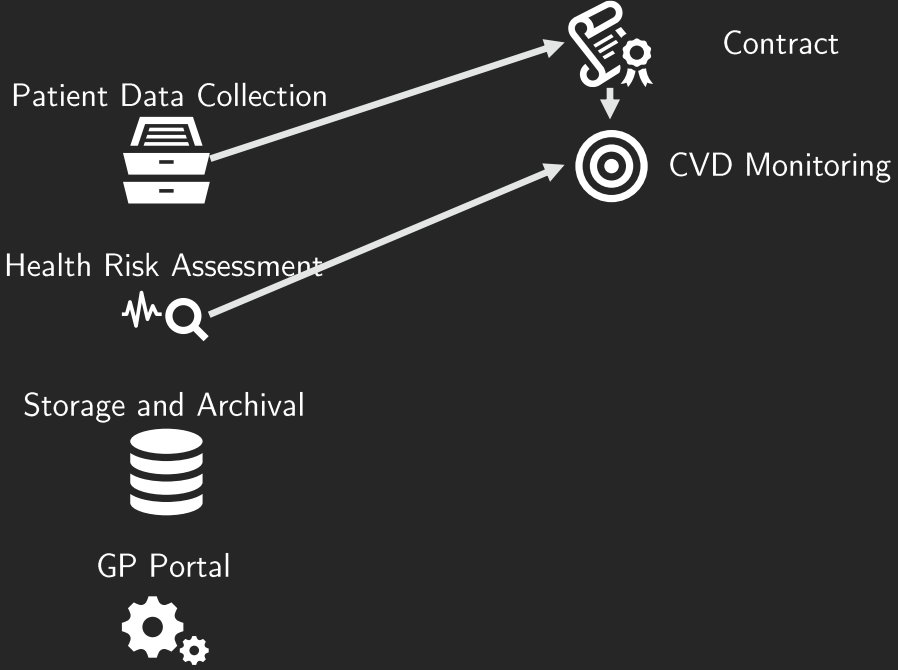 Contract
Patient Data Collection
CVD Monitoring
Health Risk Assessment
Storage and Archival
GP Portal